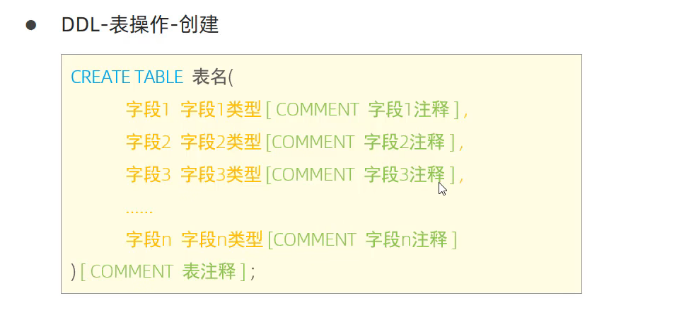 ● DDL-表操作-创建
CREATE TABLE 表名(
字段1 字段1类型[ COMMENT 字段1注释 ] ,
字段2 字段2类型[COMMENT 字段2注释 ] ,
字段3 字段3类型[COMMENT 字段3注释 ] ,
......
字段n 字段n类型[COMMENT 字段n注释 ]
) [ COMMENT 表注释 ] ;